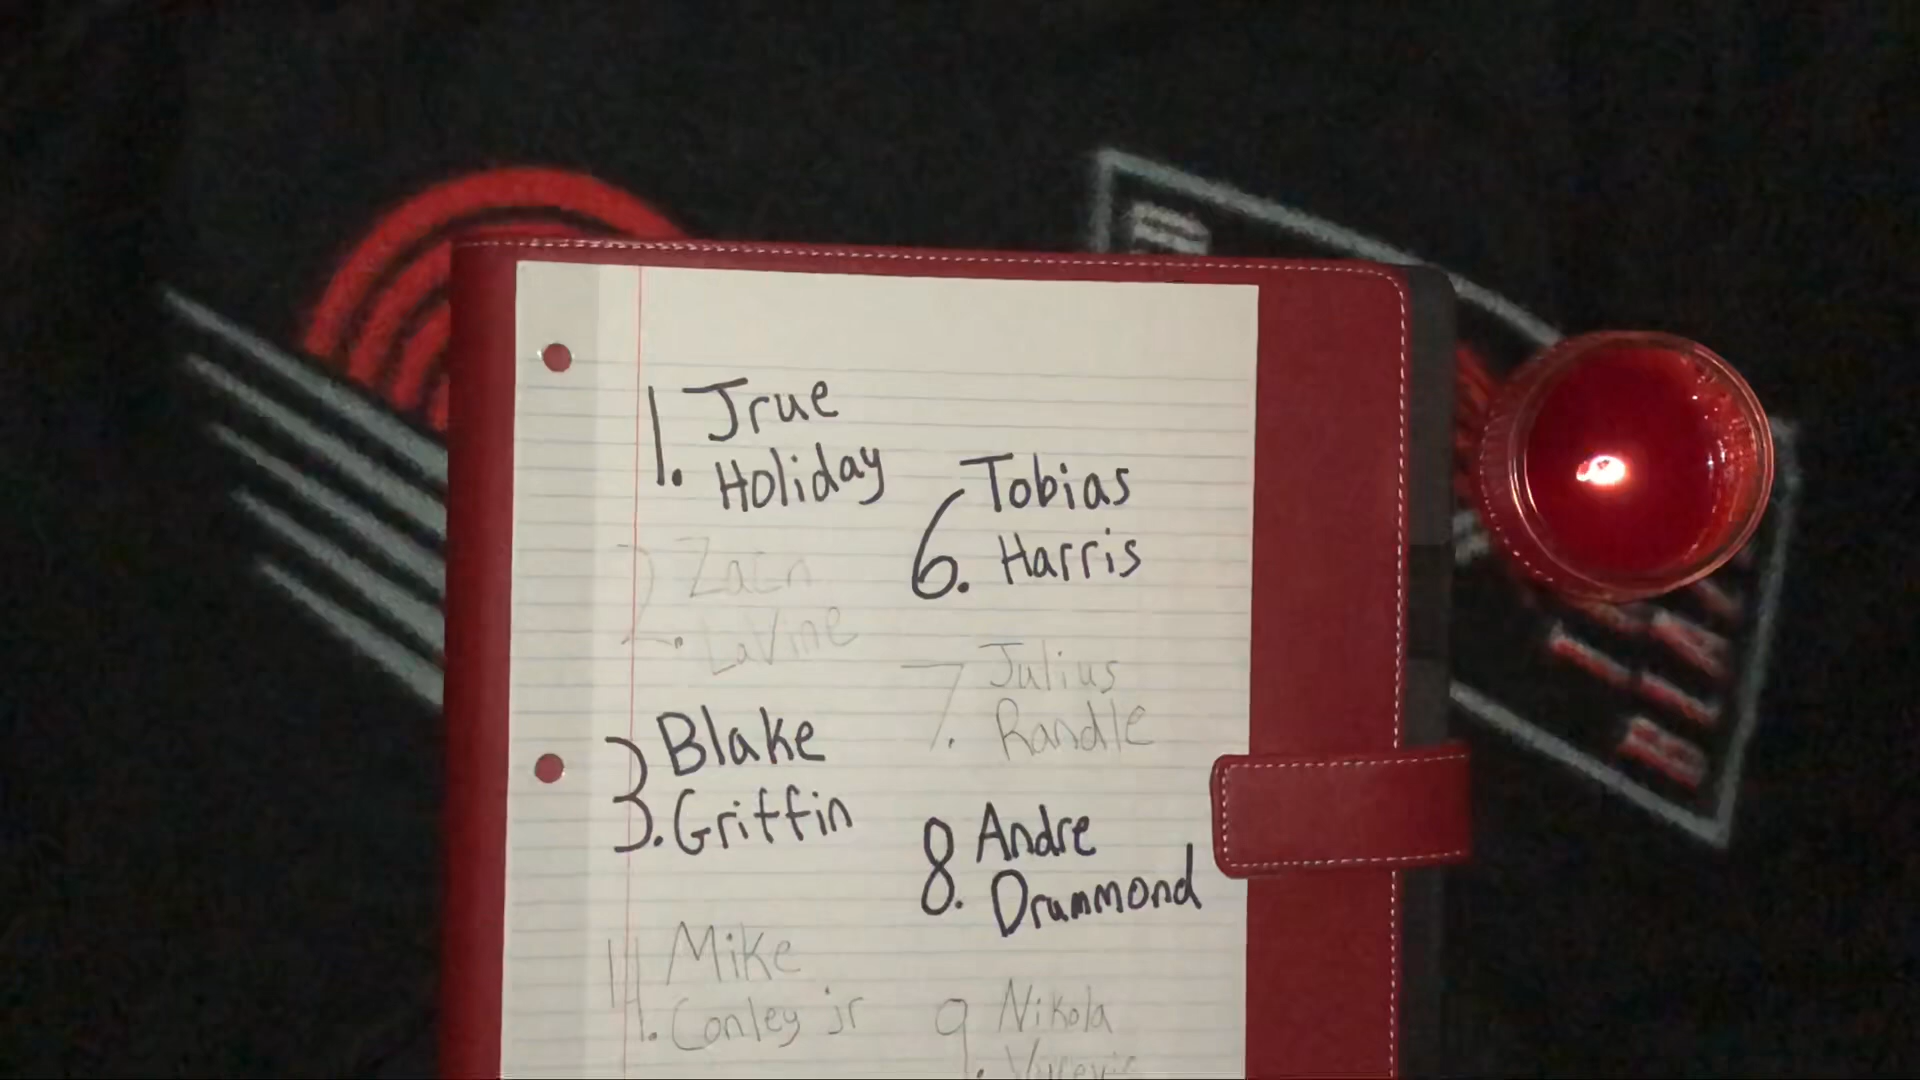 1. Jrue
Holiday
2. Zach
LaVine
3. Blake
Griffin
4. Mike
Conley jr
6. Tobias
Harris
7. Julius
Randle
8. Andre
Drummond
9. Nikola